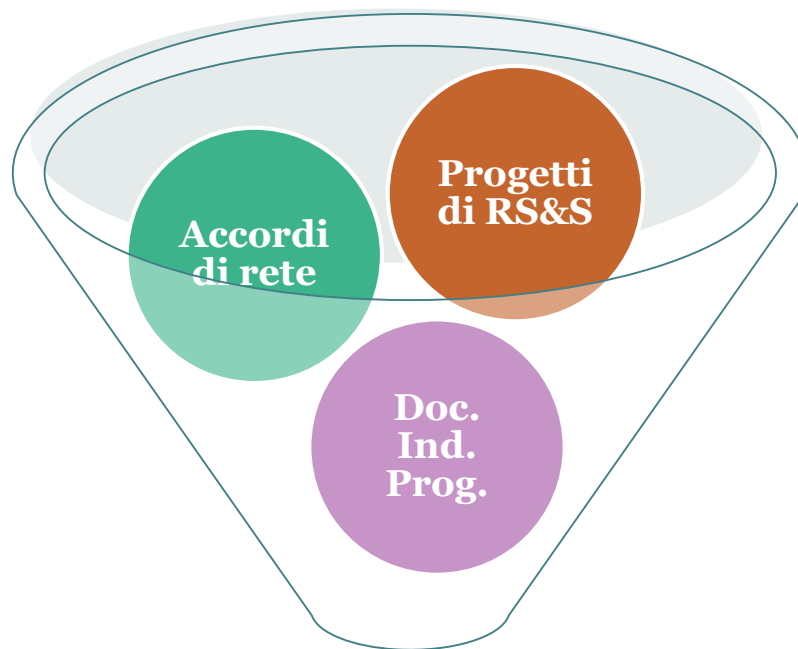 Accordi
di rete
Progetti
di RS&S
Doc.
Ind.
Prog.